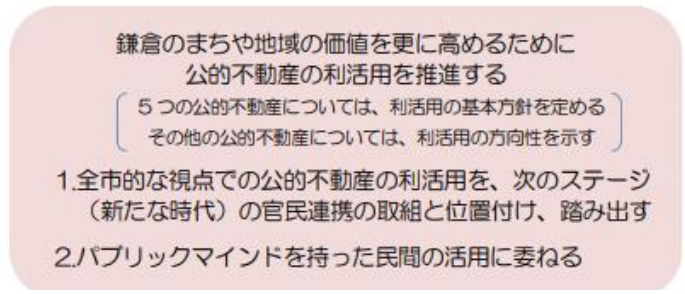 鎌倉のまちや地域の価値を更に高めるために
公的不動産の利活用を推進する
5つの公的不動産については、利活用の基本方針を定める
その他の公的不動産については、利活用の方向性を示す
1.全市的な視点での公的不動産の利活用を、次のステージ
（新たな時代）の官民連携の取組と位置付け、踏み出す
2.パブリックマインドを持った民間の活用に委ねる